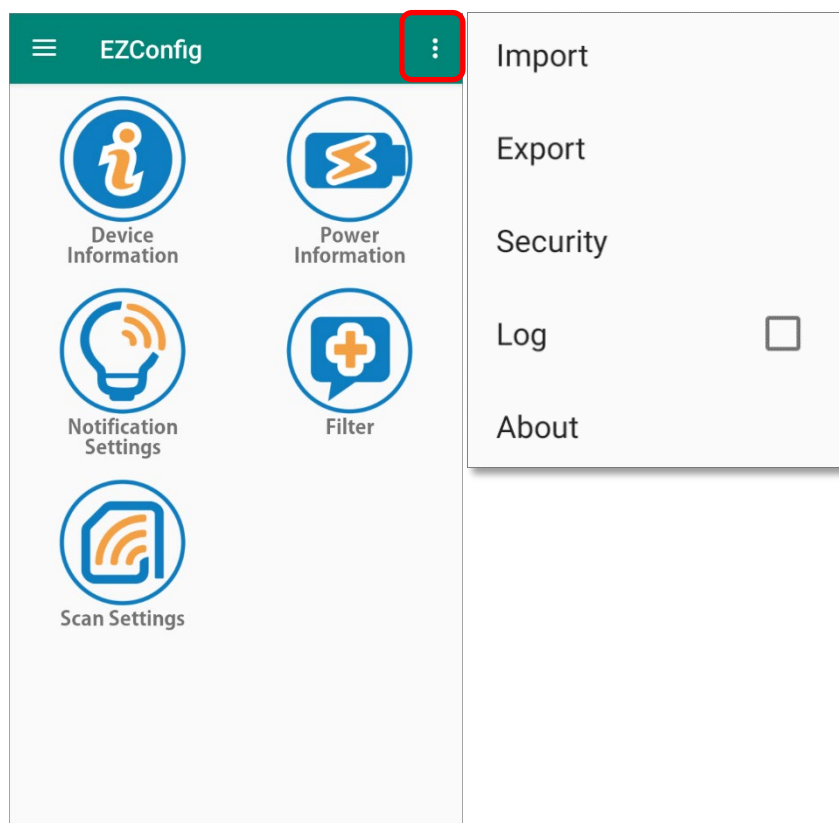 EZConfig
Device
Information
Power
Information
Notification
Settings
Filter
Scan Settings
Import
Export
Security
Log
About